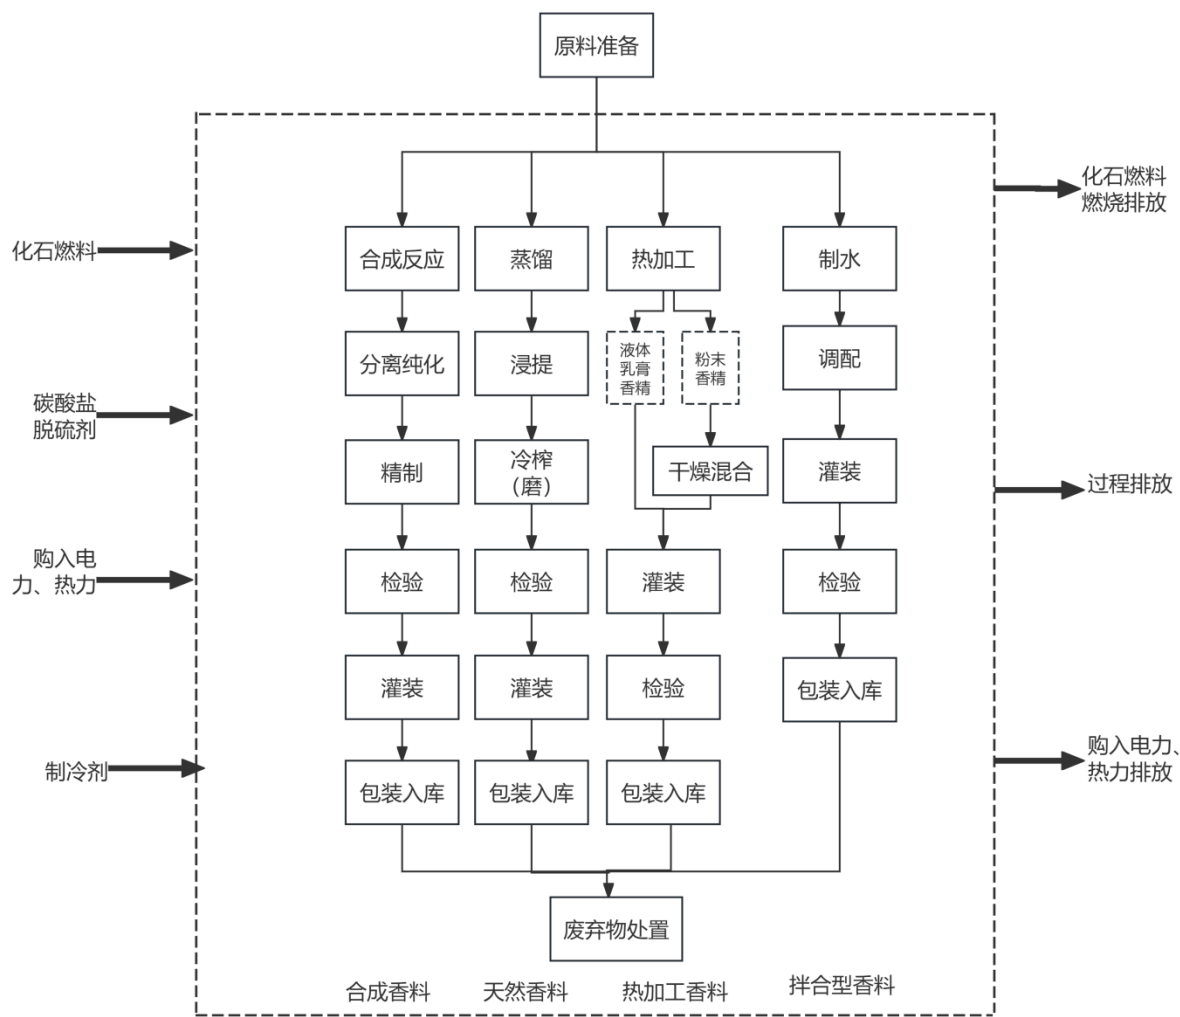 原料准备
化石燃料
燃烧排放
化石燃料
合成反应
蒸馏
热加工
制水
分离纯化
浸提
液体
乳膏
香精
粉末
香精
调配
碳酸盐
脱硫剂
精制
冷榨
（磨）
干燥混合
灌装
过程排放
购入电
力、热力
检验
检验
灌装
检验
灌装
灌装
检验
包装入库
购入电力、
热力排放
制冷剂
包装入库
包装入库
包装入库
废弃物处置
合成香料
天然香料
热加工香料
拌合型香料